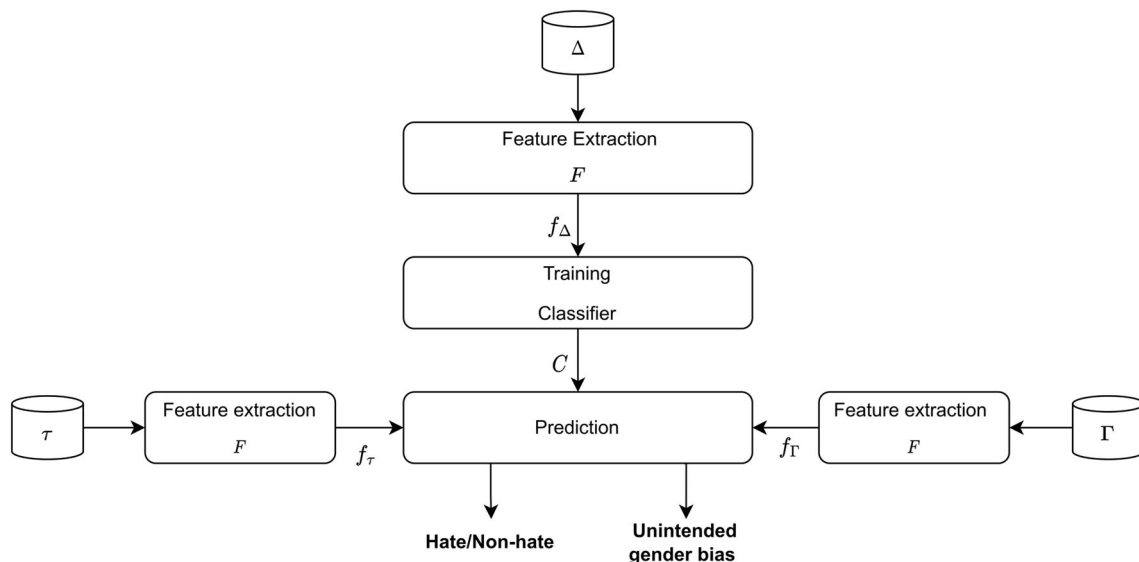 Δ
Feature Extraction
F
f_Δ
Training
Classifier
C
τ
Feature extraction
F
f_τ
Prediction
f_Γ
Feature extraction
F
Γ
Hate/Non-hate
Unintended
gender bias